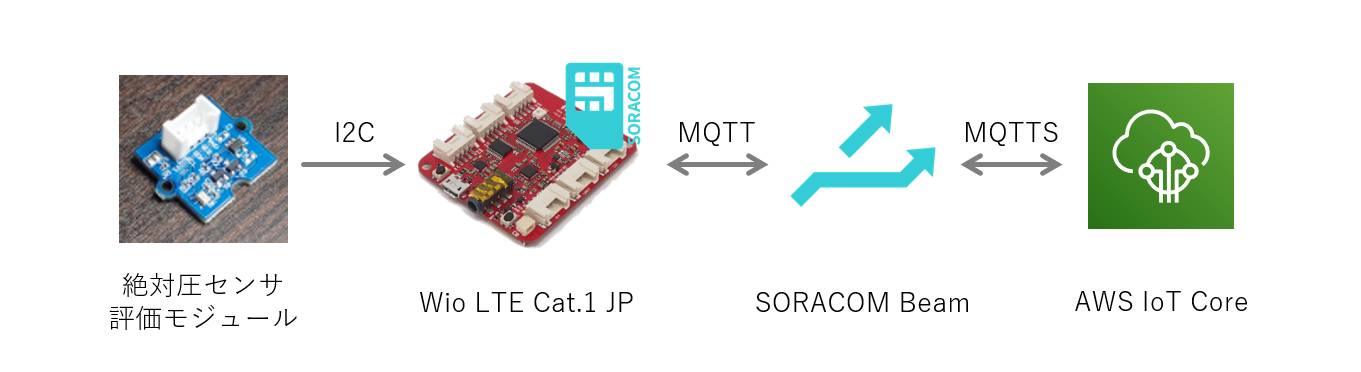 I2C
SORACOM
MQTT
MQTTS
絶対圧センサ
評価モジュール
Wio LTE Cat.1 JP
SORACOM Beam
AWS IoT Core